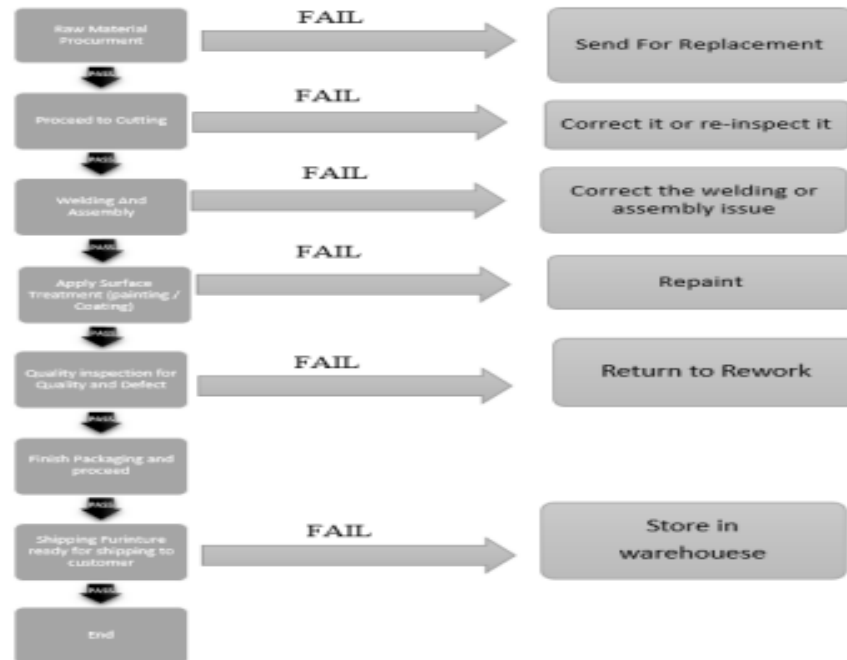 Raw Material
Procurment
FAIL
Send For Replacement
PASS
Proceed to Cutting
FAIL
Correct it or re-inspect it
PASS
Welding And
Assembly
FAIL
Correct the welding or
assembly issue
PASS
Apply Surface
Treatment (painting /
Coating)
FAIL
Repaint
PASS
Quality inspection for
Quality and Defect
FAIL
Return to Rework
PASS
Finish Packaging and
proceed
PASS
Shipping Furinture
ready for shipping to
customer
FAIL
Store in
warehouese
PASS
End